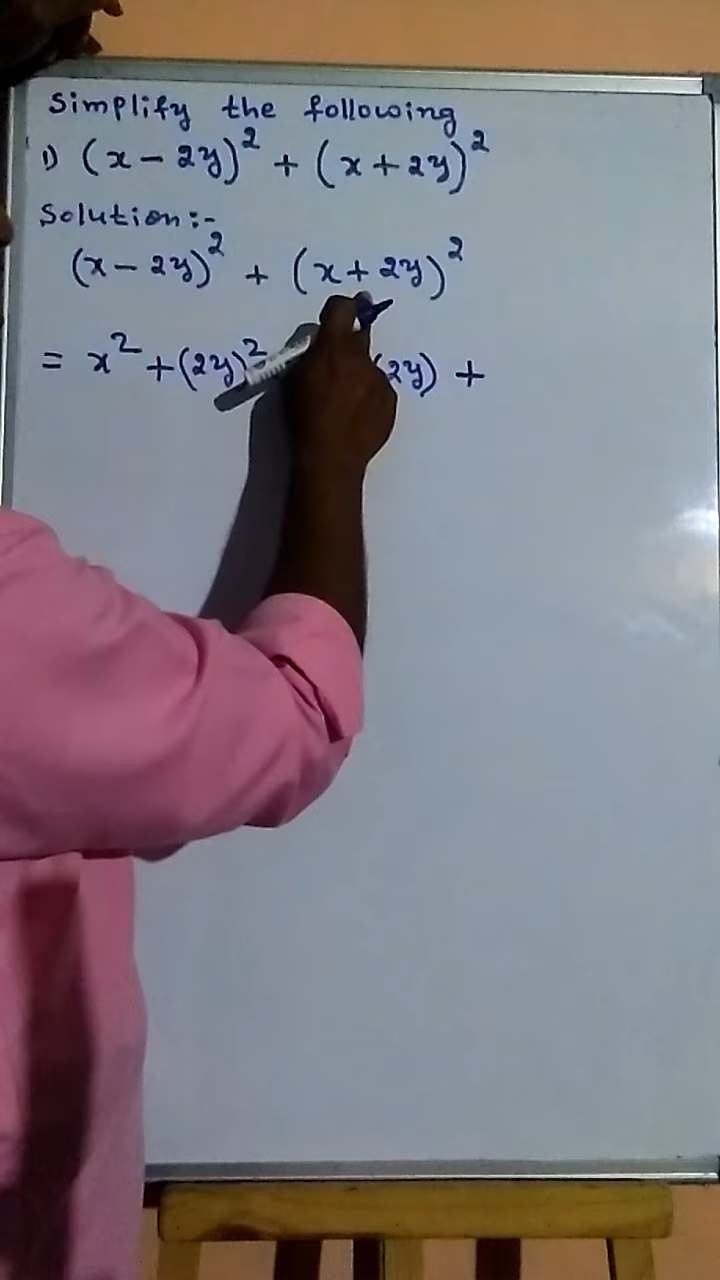 Simplify the following
1) (x - 2y)² + (x + 2y)²
Solution:-
(x - 2y)² + (x + 2y)²
= x² + (2y)² (2y) +